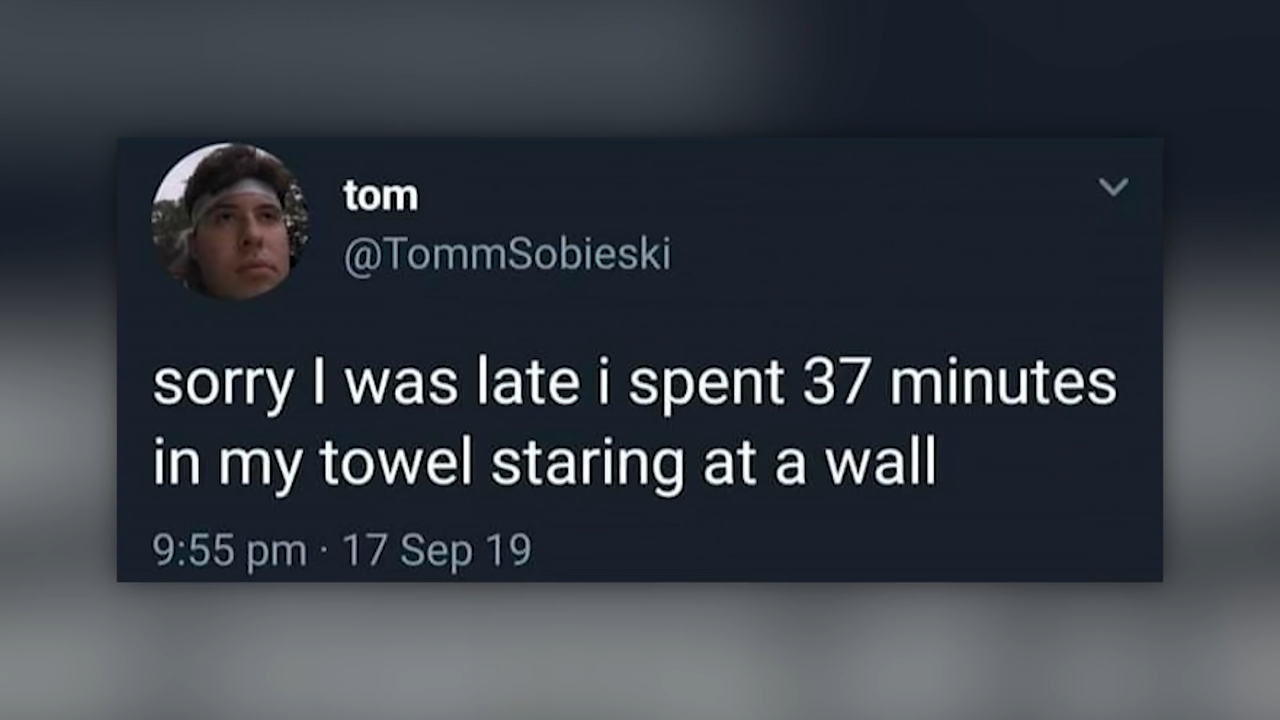 tom
@TommSobieski
sorry I was late i spent 37 minutes
in my towel staring at a wall
9:55 pm · 17 Sep 19